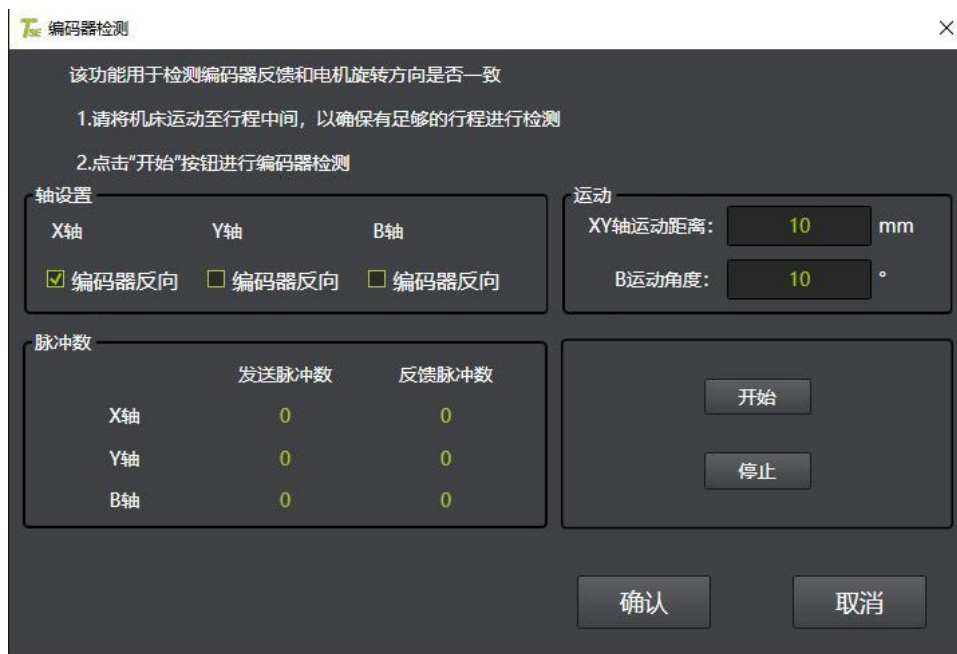 TSE 编码器检测
该功能用于检测编码器反馈和电机旋转方向是否一致
1.请将机床运动至行程中间，以确保有足够的行程进行检测
2.点击“开始”按钮进行编码器检测
轴设置
X轴 Y轴 B轴
编码器反向 编码器反向 编码器反向
运动
XY轴运动距离： 10 mm
B运动角度： 10 °
脉冲数
发送脉冲数 反馈脉冲数
X轴 0 0
Y轴 0 0
B轴 0 0
开始
停止
确认 取消